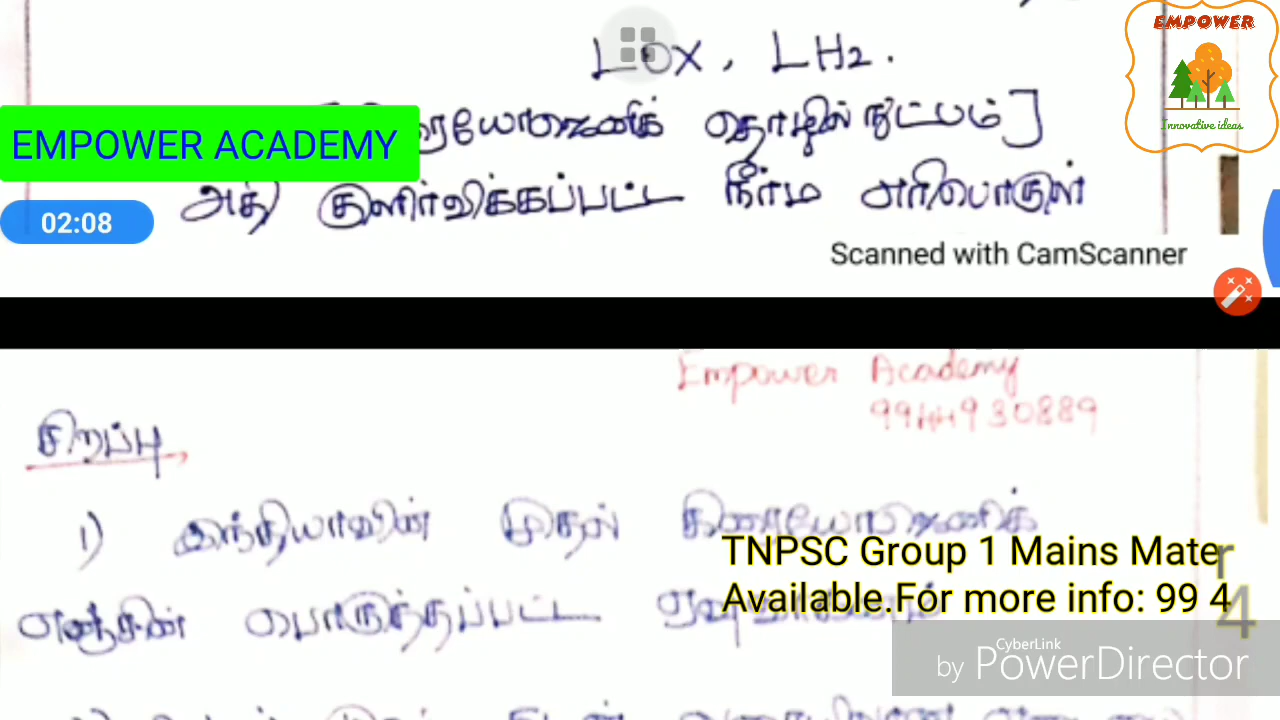 LOX, LH2.
EMPOWER
Innovative ideas
EMPOWER ACADEMY
தொழில் நுட்பம்]
அதி குளிர்விக்கப்பட்ட நீர்ம எரிபொருள்
02:08
Scanned with CamScanner
Empower Academy
9944930889
சிறப்பு,
1) இந்தியாவின் முதல் கிரையோஜெனிக்
எஞ்சின் பொருத்தப்பட்ட
TNPSC Group 1 Mains Mater
Available.For more info: 99 4
CyberLink
by PowerDirector